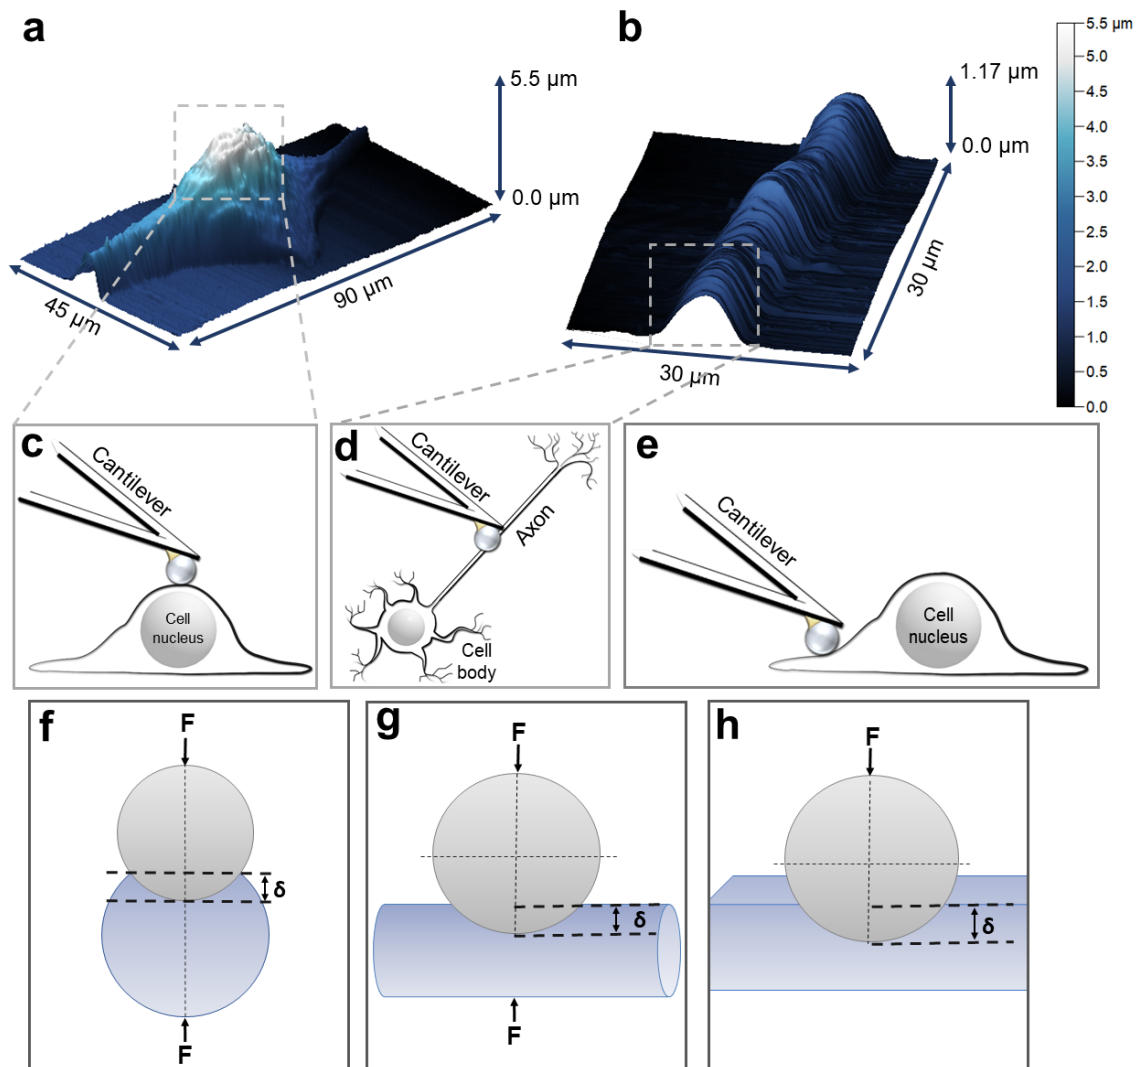 a
b
5.5 µm
0.0 µm
45 µm
90 µm
1.17 µm
0.0 µm
30 µm
30 µm
5.5 µm
5.0
4.5
4.0
3.5
3.0
2.5
2.0
1.5
1.0
0.5
0.0
c
Cantilever
Cell
nucleus
d
Cantilever
Axon
Cell
body
e
Cantilever
Cell
nucleus
f
F
δ
F
g
F
δ
F
h
F
δ